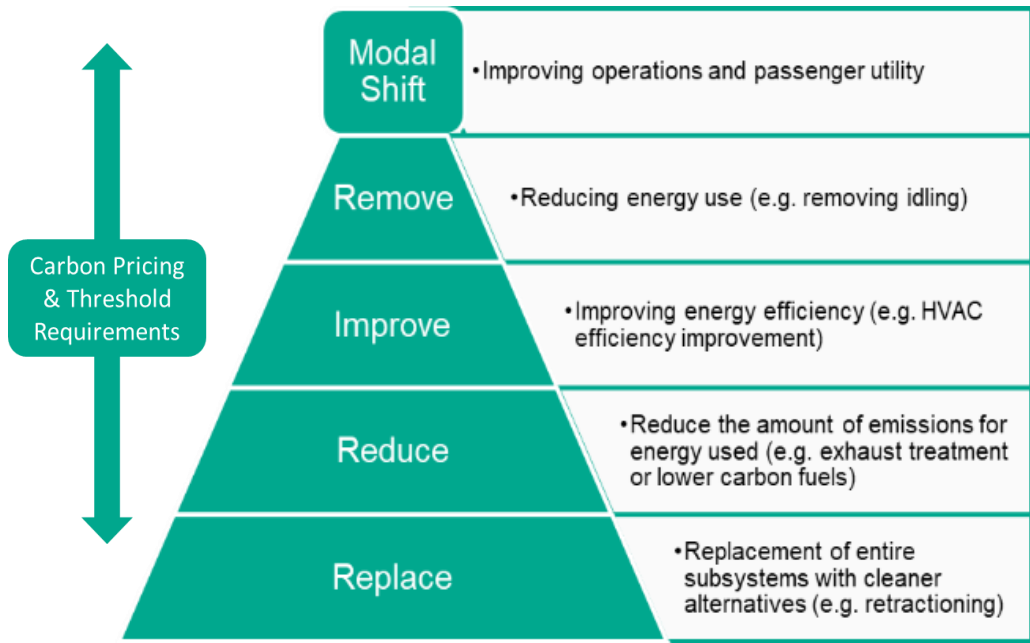 Modal
Shift
•Improving operations and passenger utility
Remove
•Reducing energy use (e.g. removing idling)
Carbon Pricing
& Threshold
Requirements
Improve
•Improving energy efficiency (e.g. HVAC
efficiency improvement)
Reduce
•Reduce the amount of emissions for
energy used (e.g. exhaust treatment
or lower carbon fuels)
Replace
•Replacement of entire
subsystems with cleaner
alternatives (e.g. retractioning)